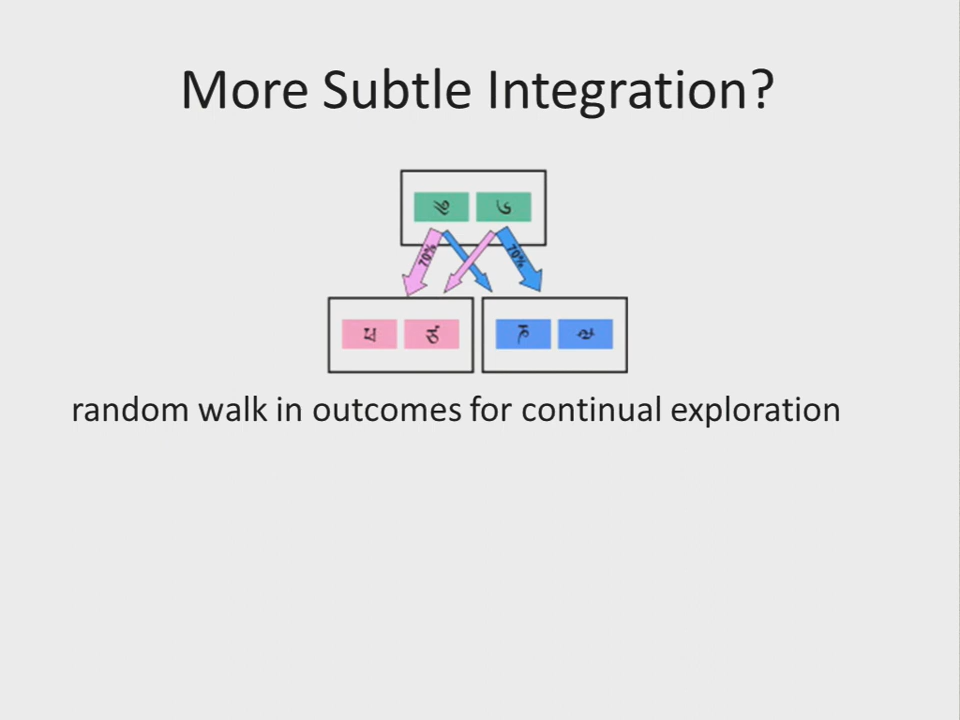 More Subtle Integration?
70%
70%
random walk in outcomes for continual exploration